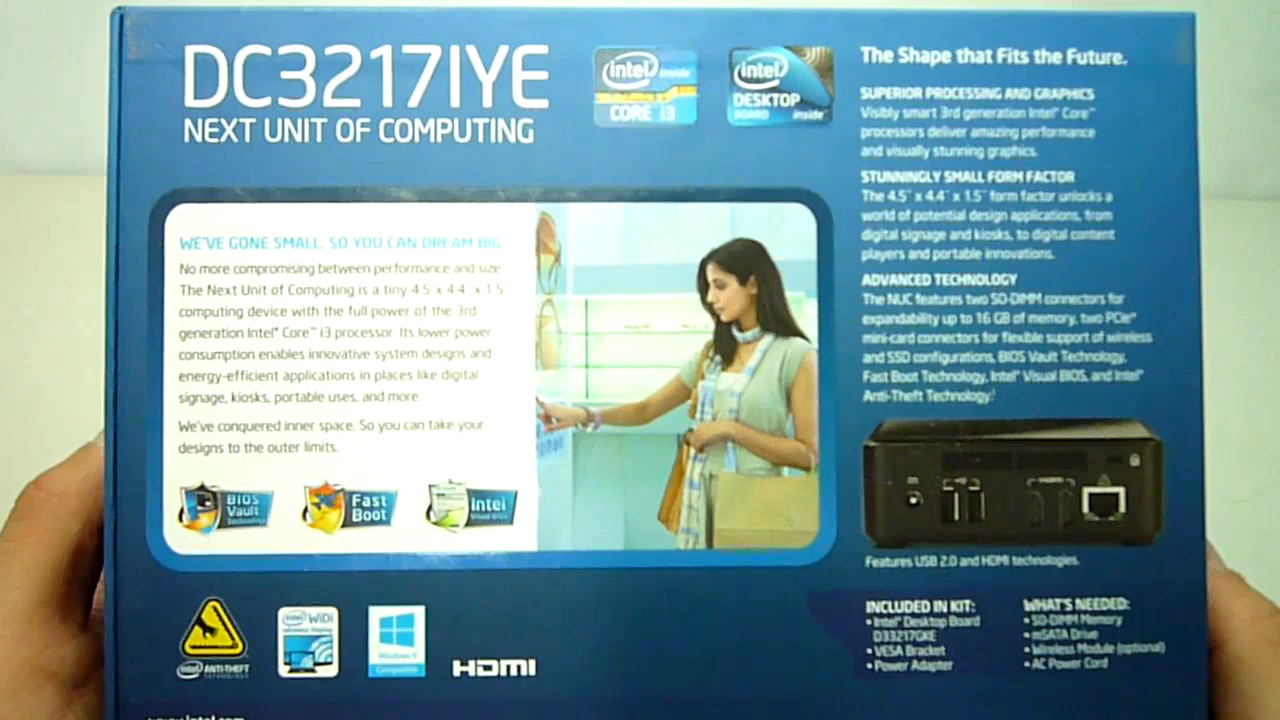 DC3217IYE
NEXT UNIT OF COMPUTING
intel inside
CORE i3
intel
DESKTOP
BOARD inside
WE'VE GONE SMALL. SO YOU CAN DREAM BIG
No more compromising between performance and size
The Next Unit of Computing is a tiny 4.5 x 4.4 x 1.5
computing device with the full power of the 3rd
generation Intel® Core™ i3 processor. Its lower power
consumption enables innovative system designs and
energy-efficient applications in places like digital
signage, kiosks, portable uses, and more.
We've conquered inner space. So you can take your
designs to the outer limits.
BIOS
Vault
Technology
Fast
Boot
Intel
intel ANTI-THEFT
TECHNOLOGY
intel WiDi
Wireless Display
Windows 8
Compatible
HDMI
www.intel.com
The Shape that Fits the Future.
SUPERIOR PROCESSING AND GRAPHICS
Visibly smart 3rd generation Intel® Core™
processors deliver amazing performance
and visually stunning graphics.
STUNNINGLY SMALL FORM FACTOR
The 4.5" x 4.4" x 1.5" form factor unlocks a
world of potential design applications, from
digital signage and kiosks, to digital content
players and portable innovations.
ADVANCED TECHNOLOGY
The NUC features two SO-DIMM connectors for
expandability up to 16 GB of memory, two PCIe*
mini-card connectors for flexible support of wireless
and SSD configurations, BIOS Vault Technology,
Fast Boot Technology, Intel® Visual BIOS, and Intel®
Anti-Theft Technology.¹
Features USB 2.0 and HDMI technologies.
INCLUDED IN KIT:
• Intel® Desktop Board
D33217GKE
• VESA Bracket
• Power Adapter
WHAT'S NEEDED:
• SO-DIMM Memory
• mSATA Drive
• Wireless Module (optional)
• AC Power Cord